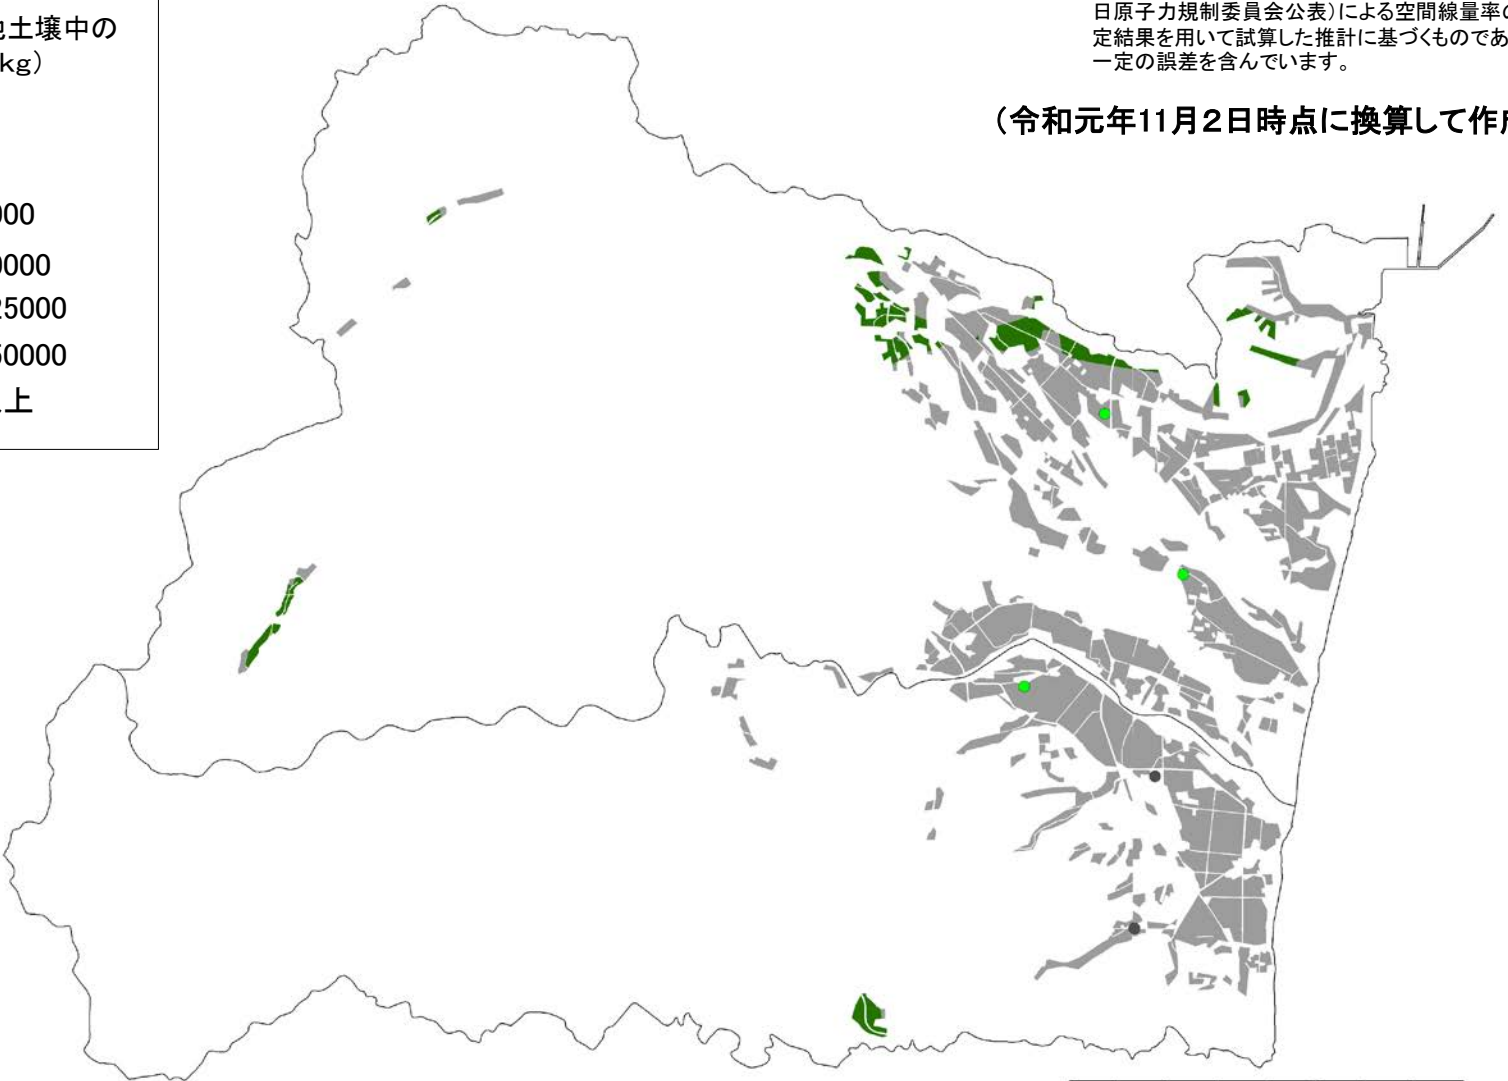 地土壌中の
kg）
000
0000
25000
50000
以上
日原子力規制委員会公表）による空間線量率の
定結果を用いて試算した推計に基づくものであ
一定の誤差を含んでいます。
（令和元年11月2日時点に換算して作成